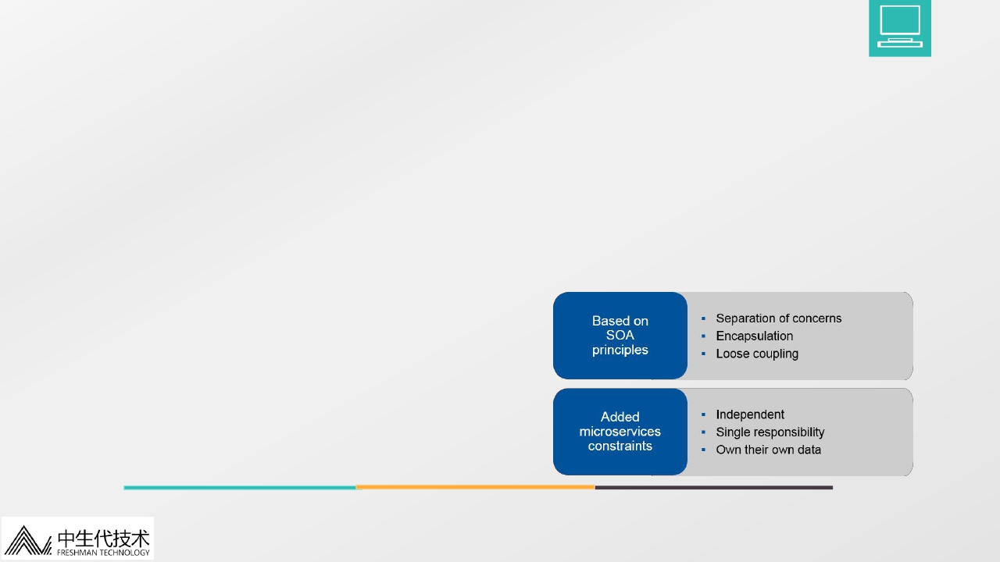 Based on
SOA
principles
Separation of concerns
Encapsulation
Loose coupling
Added
microservices
constraints
Independent
Single responsibility
Own their own data
中生代技术
FRESHMAN TECHNOLOGY